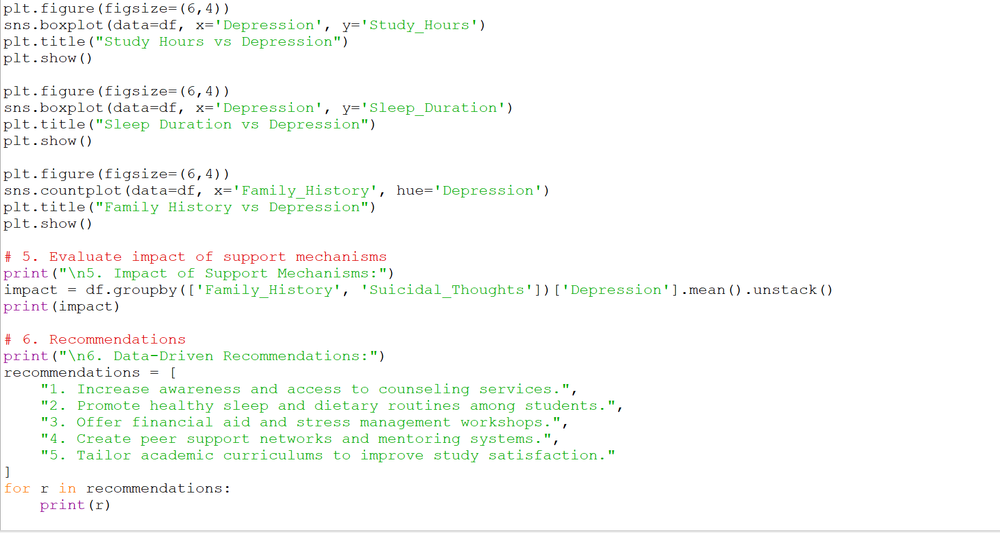 plt.figure(figsize=(6,4))
sns.boxplot(data=df, x='Depression', y='Study_Hours')
plt.title("Study Hours vs Depression")
plt.show()

plt.figure(figsize=(6,4))
sns.boxplot(data=df, x='Depression', y='Sleep_Duration')
plt.title("Sleep Duration vs Depression")
plt.show()

plt.figure(figsize=(6,4))
sns.countplot(data=df, x='Family_History', hue='Depression')
plt.title("Family History vs Depression")
plt.show()

# 5. Evaluate impact of support mechanisms
print("\n5. Impact of Support Mechanisms:")
impact = df.groupby(['Family_History', 'Suicidal_Thoughts'])['Depression'].mean().unstack()
print(impact)

# 6. Recommendations
print("\n6. Data-Driven Recommendations:")
recommendations = [
    "1. Increase awareness and access to counseling services.",
    "2. Promote healthy sleep and dietary routines among students.",
    "3. Offer financial aid and stress management workshops.",
    "4. Create peer support networks and mentoring systems.",
    "5. Tailor academic curriculums to improve study satisfaction."
]
for r in recommendations:
    print(r)